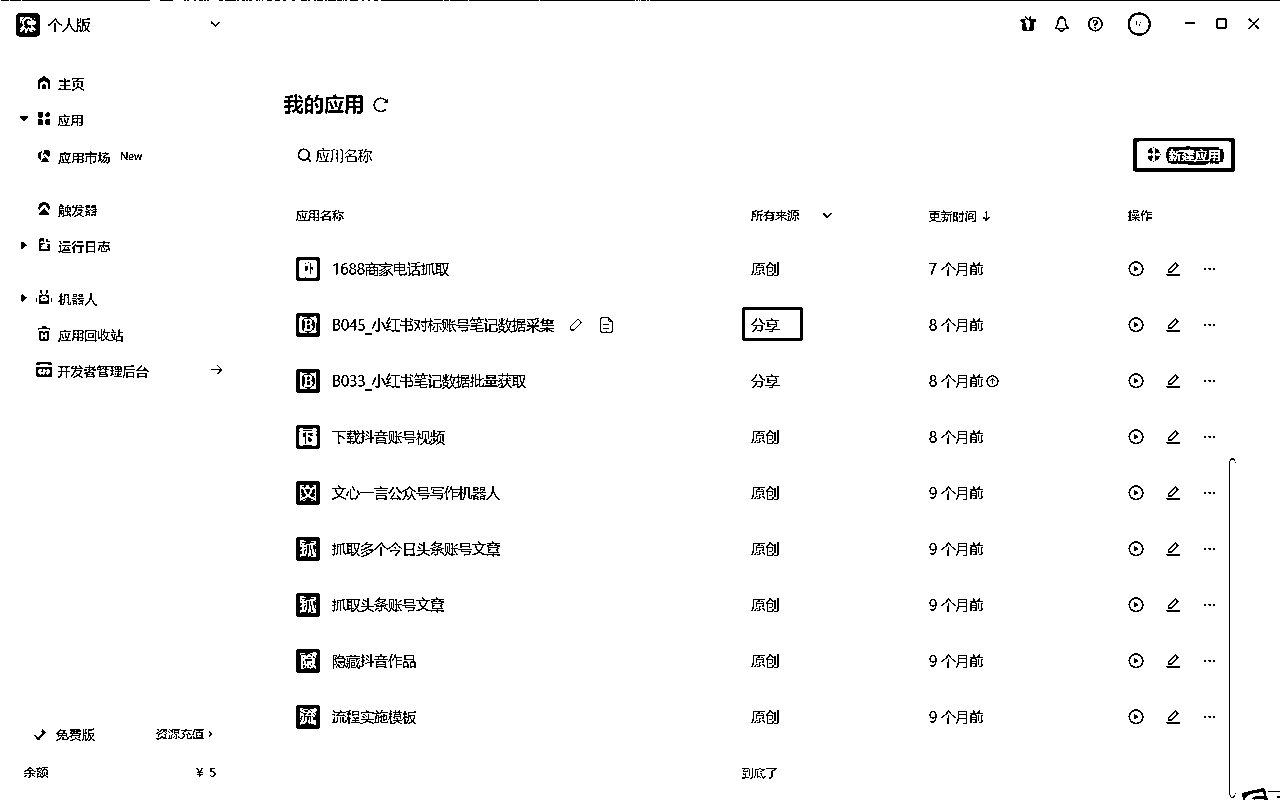 个人版
主页
应用
应用市场 New
触发器
运行日志
机器人
应用回收站
开发者管理后台
免费版 资源充值
余额 ¥ 5
我的应用
应用名称
新建应用
应用名称 所有来源 更新时间 操作
1688商家电话抓取 原创 7 个月前
B045_小红书对标账号笔记数据采集 分享 8 个月前
B033_小红书笔记数据批量获取 分享 8 个月前
下载抖音账号视频 原创 8 个月前
文心一言公众号写作机器人 原创 9 个月前
抓取多个今日头条账号文章 原创 9 个月前
抓取头条账号文章 原创 9 个月前
隐藏抖音作品 原创 9 个月前
流程实施模板 原创 9 个月前
到底了